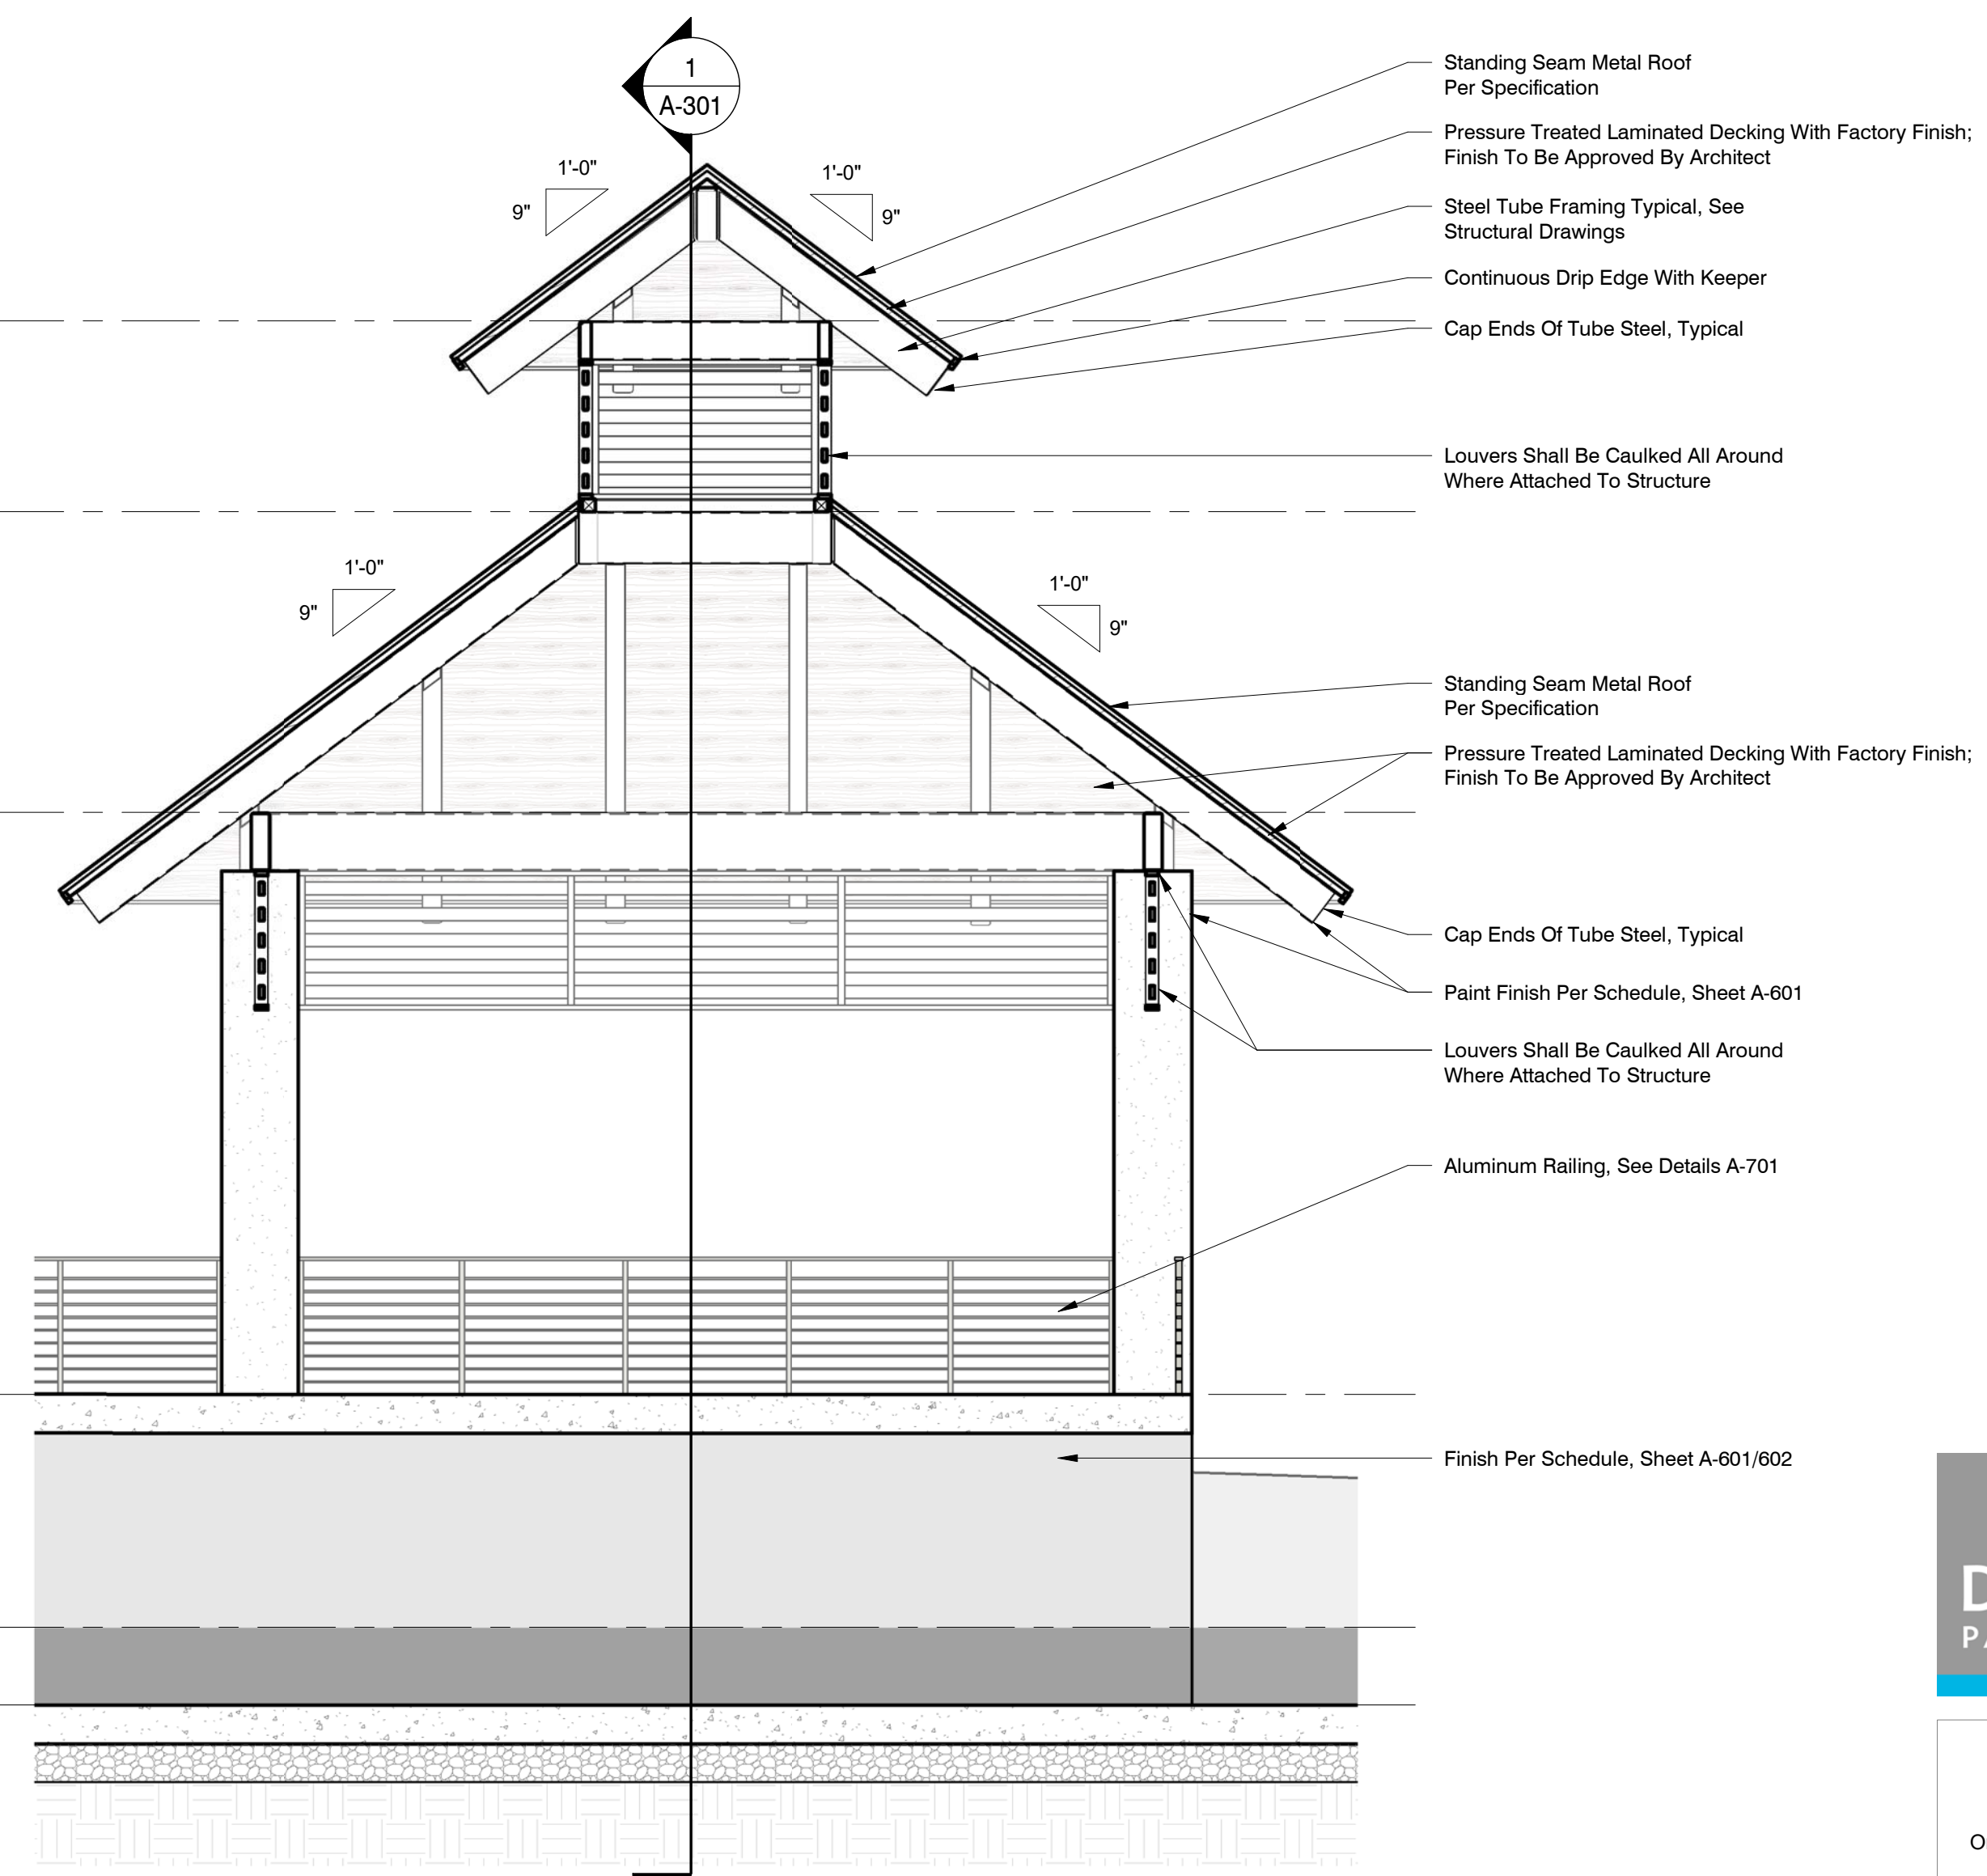 1
A-301
1'-0"
9"
1'-0"
9"
Standing Seam Metal Roof
Per Specification
Pressure Treated Laminated Decking With Factory Finish;
Finish To Be Approved By Architect
Steel Tube Framing Typical, See
Structural Drawings
Continuous Drip Edge With Keeper
Cap Ends Of Tube Steel, Typical
Louvers Shall Be Caulked All Around
Where Attached To Structure
1'-0"
9"
1'-0"
9"
Standing Seam Metal Roof
Per Specification
Pressure Treated Laminated Decking With Factory Finish;
Finish To Be Approved By Architect
Cap Ends Of Tube Steel, Typical
Paint Finish Per Schedule, Sheet A-601
Louvers Shall Be Caulked All Around
Where Attached To Structure
Aluminum Railing, See Details A-701
Finish Per Schedule, Sheet A-601/602